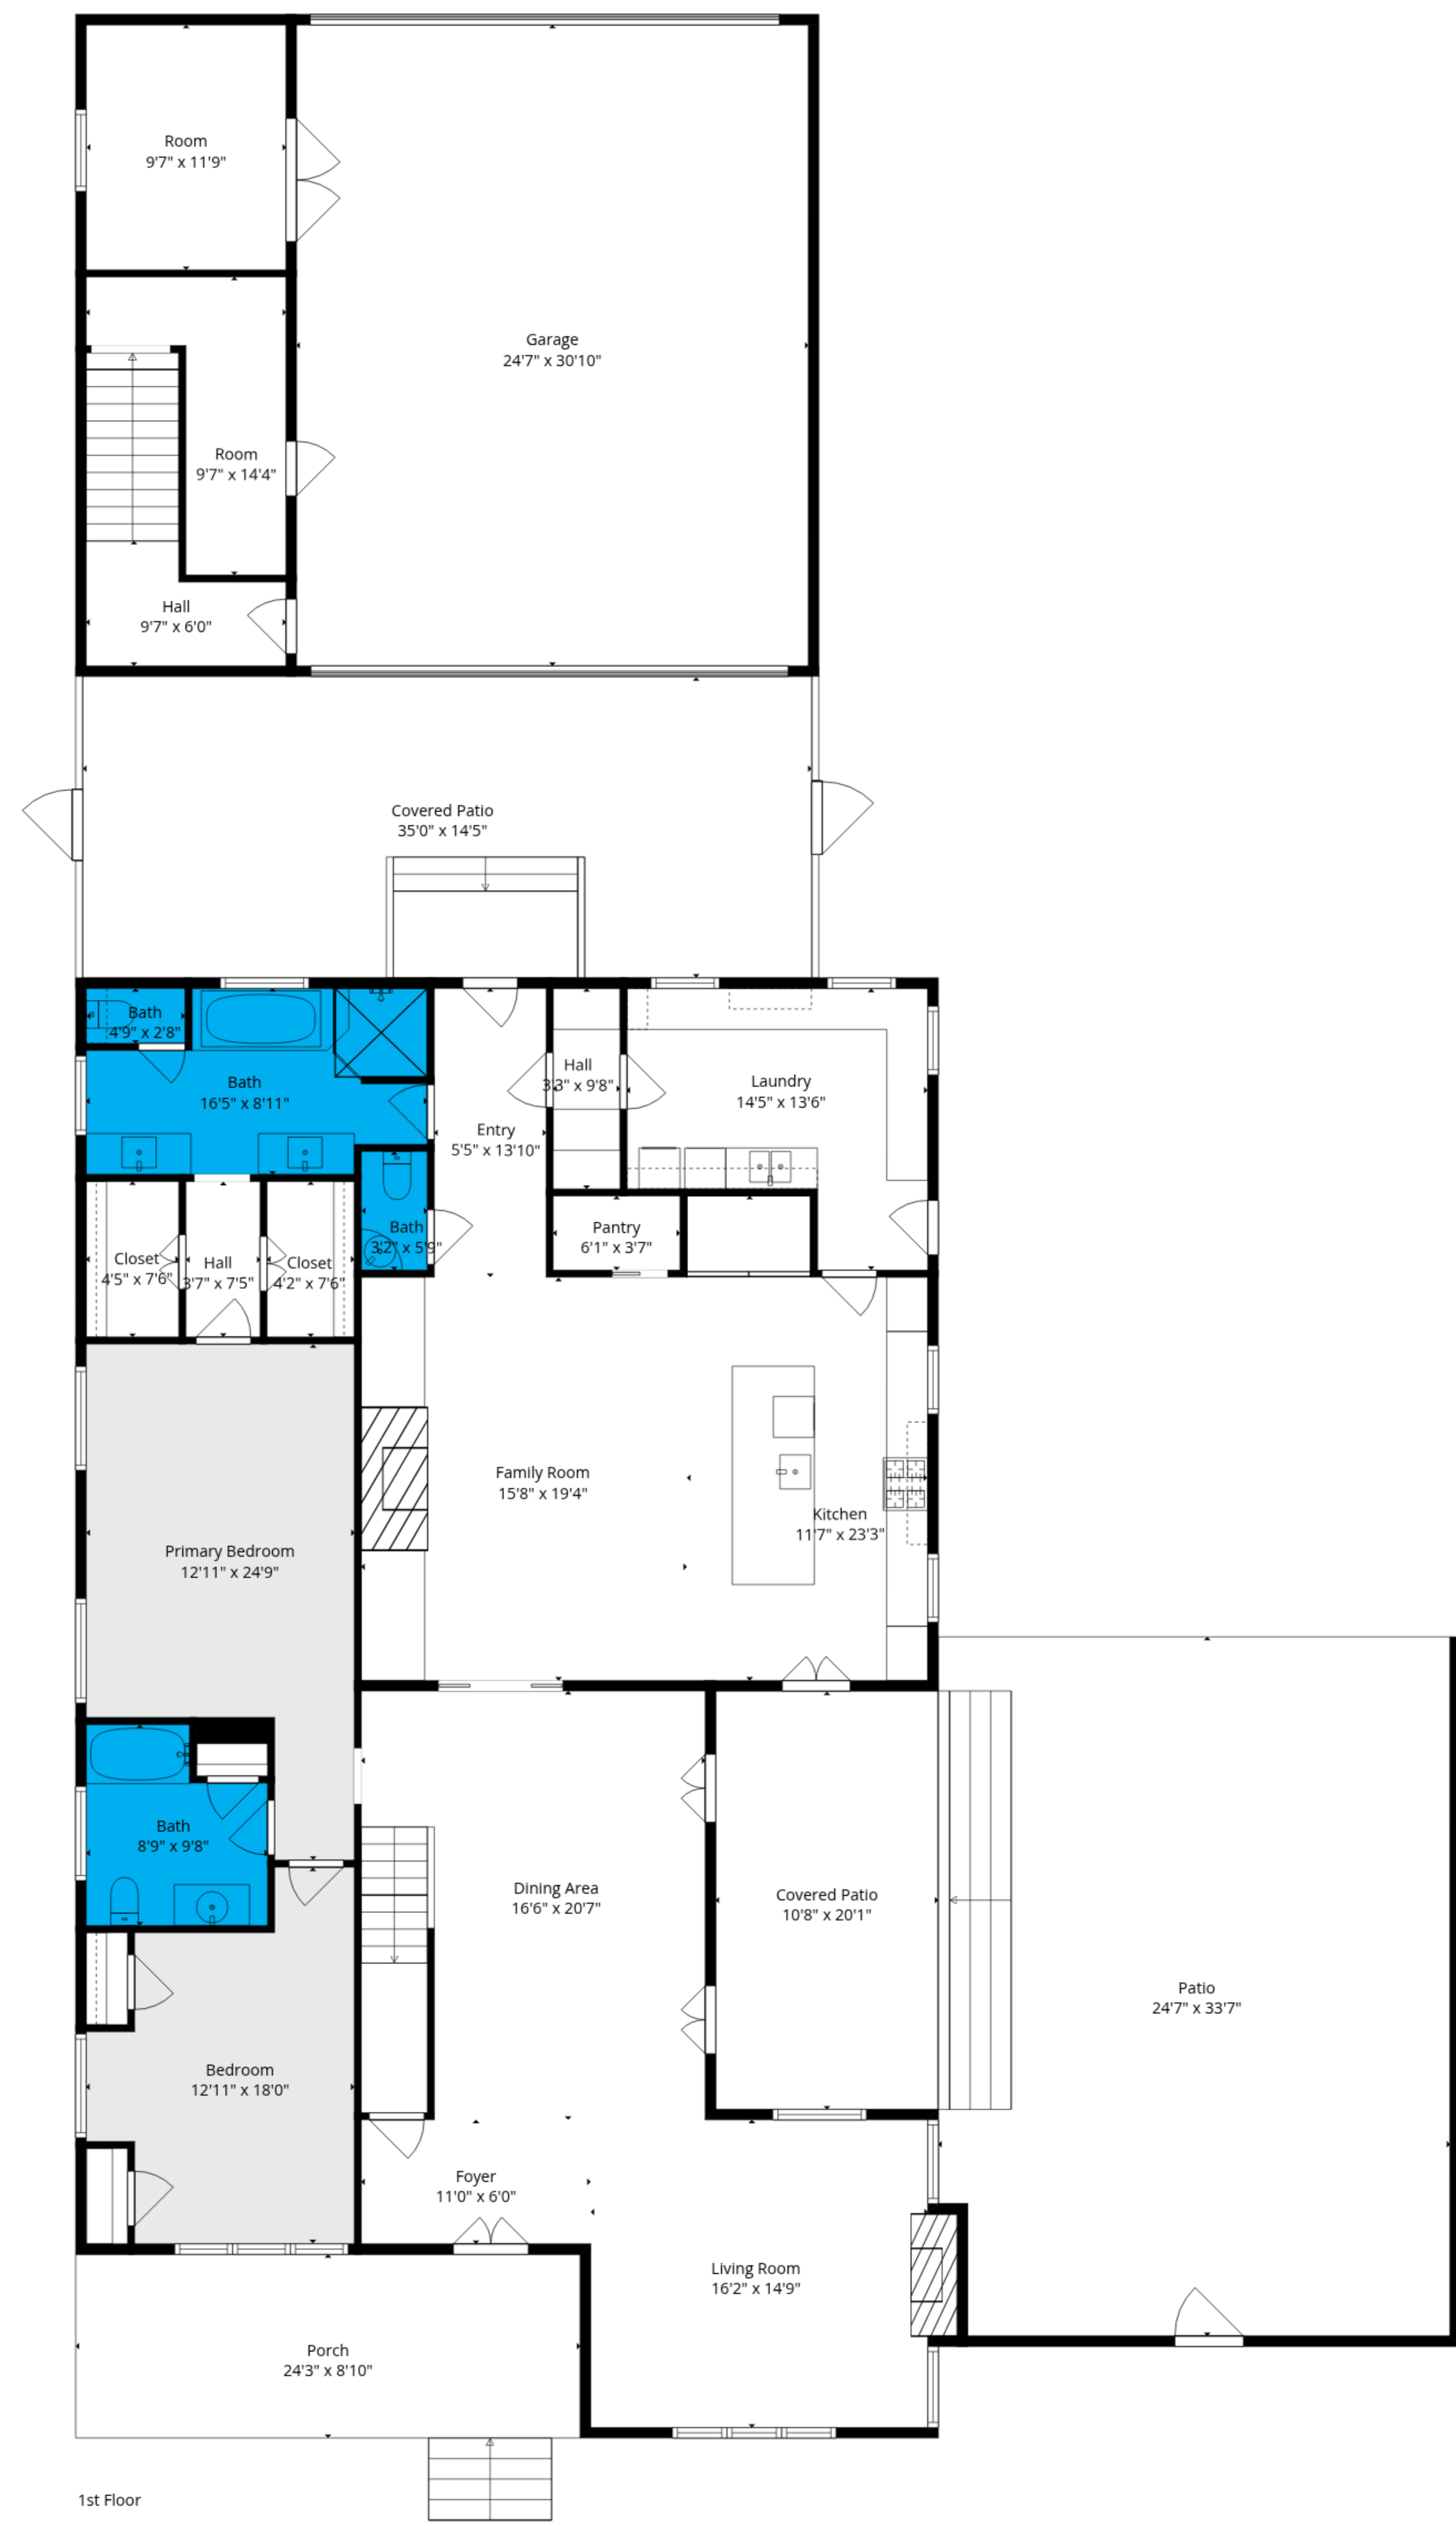 Room
9'7" x 11'9"
Garage
24'7" x 30'10"
Room
9'7" x 14'4"
Hall
9'7" x 6'0"
Covered Patio
35'0" x 14'5"
Bath
4'9" x 2'8"
Bath
16'5" x 8'11"
Hall
3'3" x 9'8"
Laundry
14'5" x 13'6"
Entry
5'5" x 13'10"
Bath
3'2" x 5'9"
Pantry
6'1" x 3'7"
Closet
4'5" x 7'6"
Hall
3'7" x 7'5"
Closet
4'2" x 7'6"
Family Room
15'8" x 19'4"
Kitchen
11'7" x 23'3"
Primary Bedroom
12'11" x 24'9"
Bath
8'9" x 9'8"
Dining Area
16'6" x 20'7"
Covered Patio
10'8" x 20'1"
Patio
24'7" x 33'7"
Bedroom
12'11" x 18'0"
Foyer
11'0" x 6'0"
Living Room
16'2" x 14'9"
Porch
24'3" x 8'10"
1st Floor